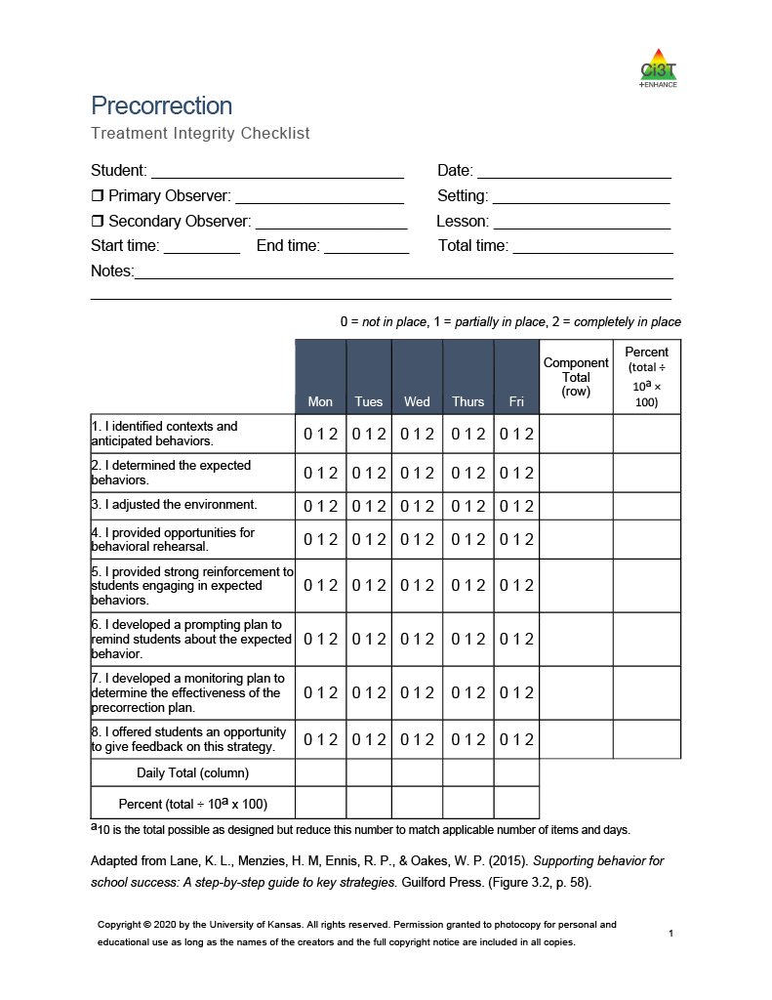 Ci3T
+ENHANCE
Precorrection
Treatment Integrity Checklist
Student: ______________________________ Date: _______________________
❒ Primary Observer: ____________________ Setting: _____________________
❒ Secondary Observer: __________________ Lesson: _____________________
Start time: _________ End time: __________ Total time: ___________________
Notes:________________________________________________________________
_____________________________________________________________________
0 = not in place, 1 = partially in place, 2 = completely in place
Mon Tues Wed Thurs Fri Component Total (row) Percent (total ÷ 10ª × 100)
1. I identified contexts and
anticipated behaviors. 0 1 2 0 1 2 0 1 2 0 1 2 0 1 2
2. I determined the expected
behaviors. 0 1 2 0 1 2 0 1 2 0 1 2 0 1 2
3. I adjusted the environment. 0 1 2 0 1 2 0 1 2 0 1 2 0 1 2
4. I provided opportunities for
behavioral rehearsal. 0 1 2 0 1 2 0 1 2 0 1 2 0 1 2
5. I provided strong reinforcement to
students engaging in expected
behaviors. 0 1 2 0 1 2 0 1 2 0 1 2 0 1 2
6. I developed a prompting plan to
remind students about the expected
behavior. 0 1 2 0 1 2 0 1 2 0 1 2 0 1 2
7. I developed a monitoring plan to
determine the effectiveness of the
precorrection plan. 0 1 2 0 1 2 0 1 2 0 1 2 0 1 2
8. I offered students an opportunity
to give feedback on this strategy. 0 1 2 0 1 2 0 1 2 0 1 2 0 1 2
Daily Total (column)
Percent (total ÷ 10ª x 100)
ª10 is the total possible as designed but reduce this number to match applicable number of items and days.
Adapted from Lane, K. L., Menzies, H. M, Ennis, R. P., & Oakes, W. P. (2015). Supporting behavior for
school success: A step-by-step guide to key strategies. Guilford Press. (Figure 3.2, p. 58).
Copyright © 2020 by the University of Kansas. All rights reserved. Permission granted to photocopy for personal and
educational use as long as the names of the creators and the full copyright notice are included in all copies.
1